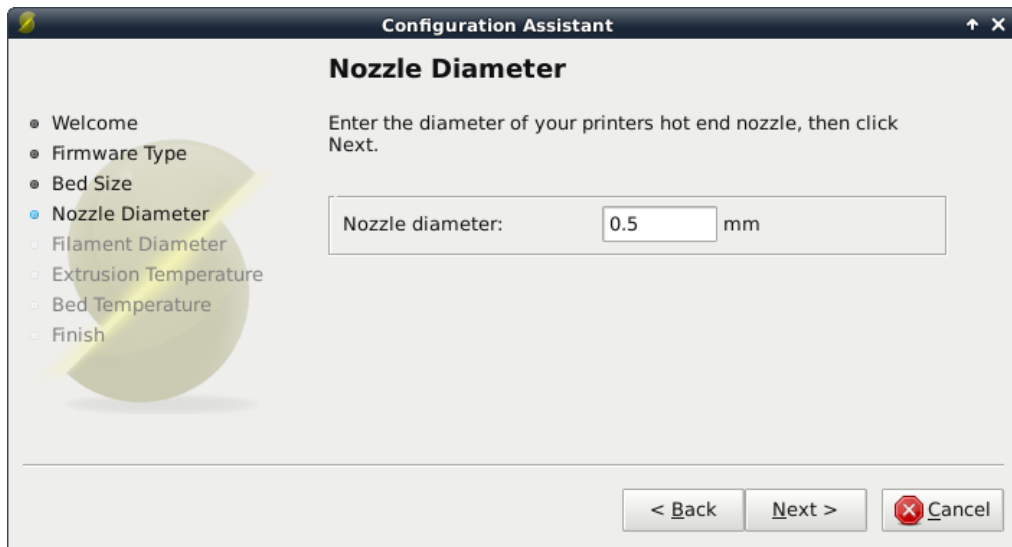 Configuration Assistant
Nozzle Diameter
Welcome
Firmware Type
Bed Size
Nozzle Diameter
Filament Diameter
Extrusion Temperature
Bed Temperature
Finish
Enter the diameter of your printers hot end nozzle, then click
Next.
Nozzle diameter: 0.5 mm
< Back Next > Cancel